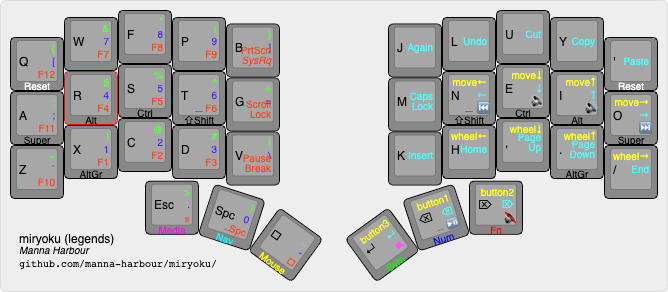 Q [
F12
Reset
W &
7
F7
F 8
F8
P (
9
F9
B PrtScn
SysRq
J Again
L Undo
U Cut
Y Copy
' Paste
Reset
A ;
F11
Super
R $
4
F4
Alt
S %
5
F5
Ctrl
T 6
F6
⇧Shift
G =
Scroll
Lock
M Caps
Lock
move←
N ←
⇧Shift
move↓
E ↓
Ctrl
move↑
I ↑
Alt
move→
O →
Super
Z
F10
X 1
F1
AltGr
C @
2
F2
D #
3
F3
V Pause
Break
K Insert
wheel←
H Home
wheel↓
, Page
Up
wheel↑
. Page
Down
AltGr
wheel→
/ End
Esc >
.
Media
Spc 0
Spc
Nav
Mouse
button3
button1
Num
button2
Fn
miryoku (legends)
Manna Harbour
github.com/manna-harbour/miryoku/